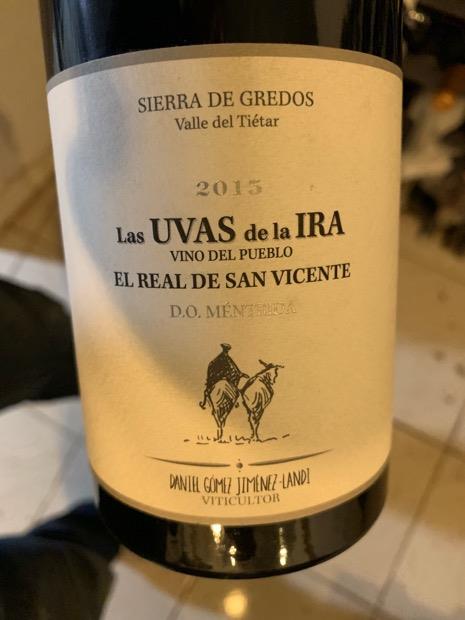 SIERRA DE GREDOS
Valle del Tiétar
2015
Las UVAS de la IRA
VINO DEL PUEBLO
EL REAL DE SAN VICENTE
D.O. MÉNTRIDA
DANIEL GÓMEZ JIMÉNEZ-LANDI
VITICULTOR